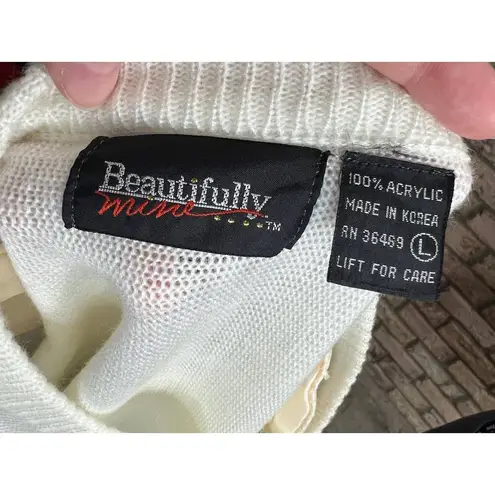 Beautifully
mine
TM
100% ACRYLIC
MADE IN KOREA
RN 36469 L
LIFT FOR CARE